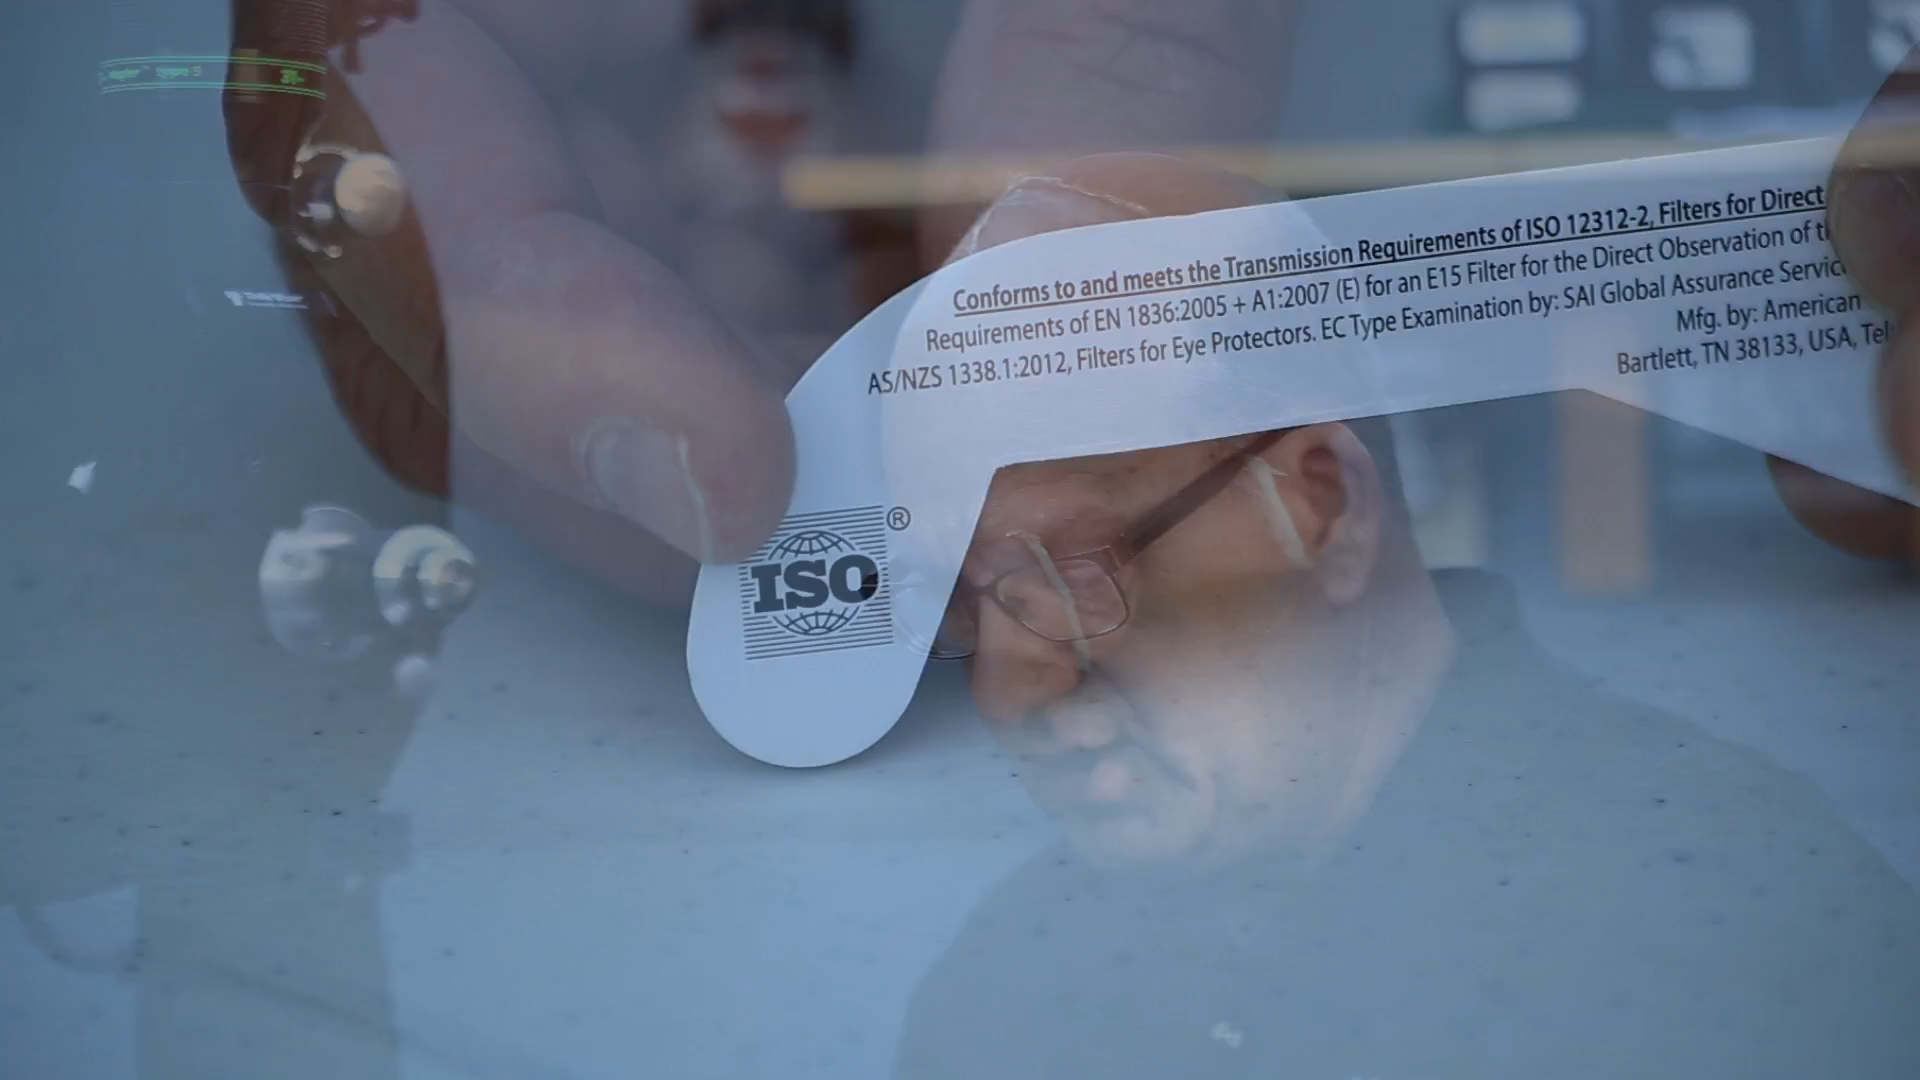 Conforms to and meets the Transmission Requirements of ISO 12312-2, Filters for Direct
Requirements of EN 1836:2005 + A1:2007 (E) for an E15 Filter for the Direct Observation of
AS/NZS 1338.1:2012, Filters for Eye Protectors. EC Type Examination by: SAI Global Assurance
Mfg. by: American
Bartlett, TN 38133, USA, Tel
ISO ®